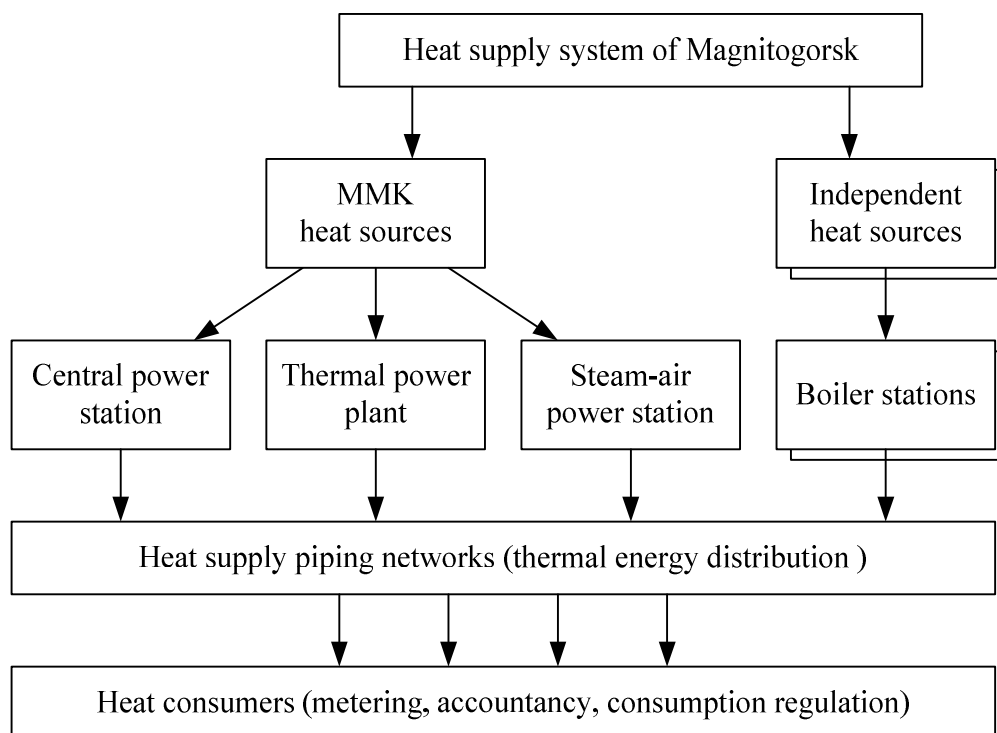 Heat supply system of Magnitogorsk
MMK
heat sources
Independent
heat sources
Central power
station
Thermal power
plant
Steam-air
power station
Boiler stations
Heat supply piping networks (thermal energy distribution )
Heat consumers (metering, accountancy, consumption regulation)